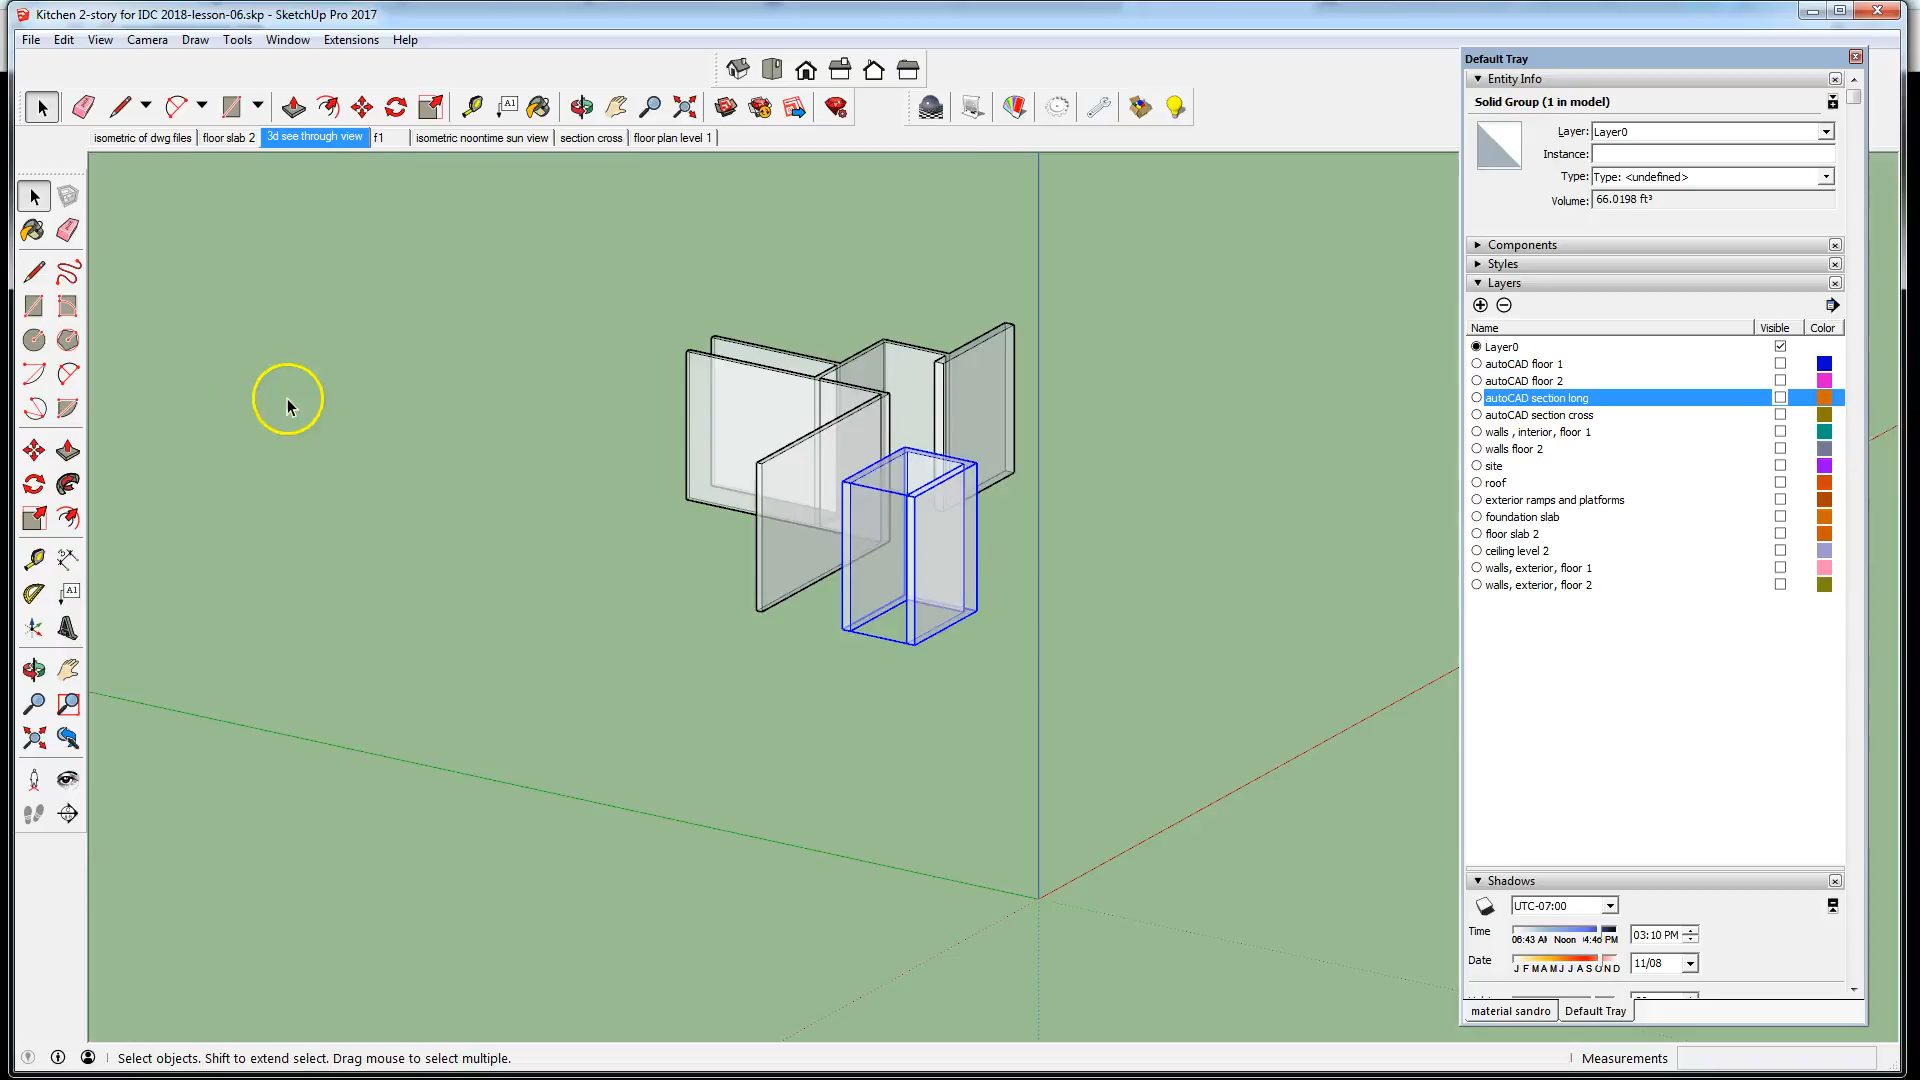 Kitchen 2-story for IDC 2018-lesson-06.skp - SketchUp Pro 2017
File Edit View Camera Draw Tools Window Extensions Help
isometric of dwg files floor slab 2 3d see through view f1 isometric noontime sun view section cross floor plan level 1
Default Tray
Entity Info
Solid Group (1 in model)
Layer: Layer0
Instance:
Type: Type: <undefined>
Volume: 66.0198 ft³
Components
Styles
Layers
Name Visible Color
Layer0
autoCAD floor 1
autoCAD floor 2
autoCAD section long
autoCAD section cross
walls , interior, floor 1
walls floor 2
site
roof
exterior ramps and platforms
foundation slab
floor slab 2
ceiling level 2
walls, exterior, floor 1
walls, exterior, floor 2
Shadows
UTC-07:00
Time 06:43 AM Noon 4:46 PM 03:10 PM
Date J F M A M J J A S O N D 11/08
material sandro Default Tray
Select objects. Shift to extend select. Drag mouse to select multiple.
Measurements